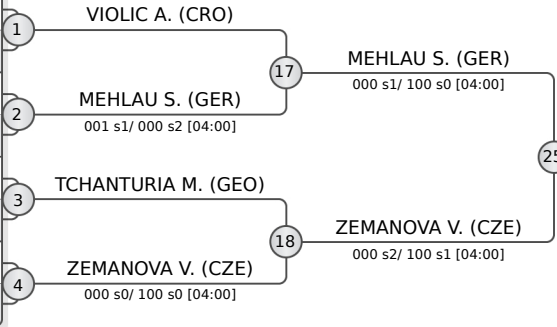 VIOLIC A. (CRO)
1
17
MEHLAU S. (GER)
000 s1/ 100 s0 [04:00]
2
MEHLAU S. (GER)
001 s1/ 000 s2 [04:00]
25
3
TCHANTURIA M. (GEO)
18
ZEMANOVA V. (CZE)
000 s2/ 100 s1 [04:00]
4
ZEMANOVA V. (CZE)
000 s0/ 100 s0 [04:00]